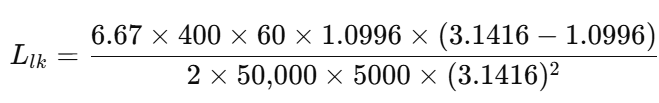 L_{lk} = \frac{6.67 \times 400 \times 60 \times 1.0996 \times (3.1416 - 1.0996)}{2 \times 50,000 \times 5000 \times (3.1416)^2}